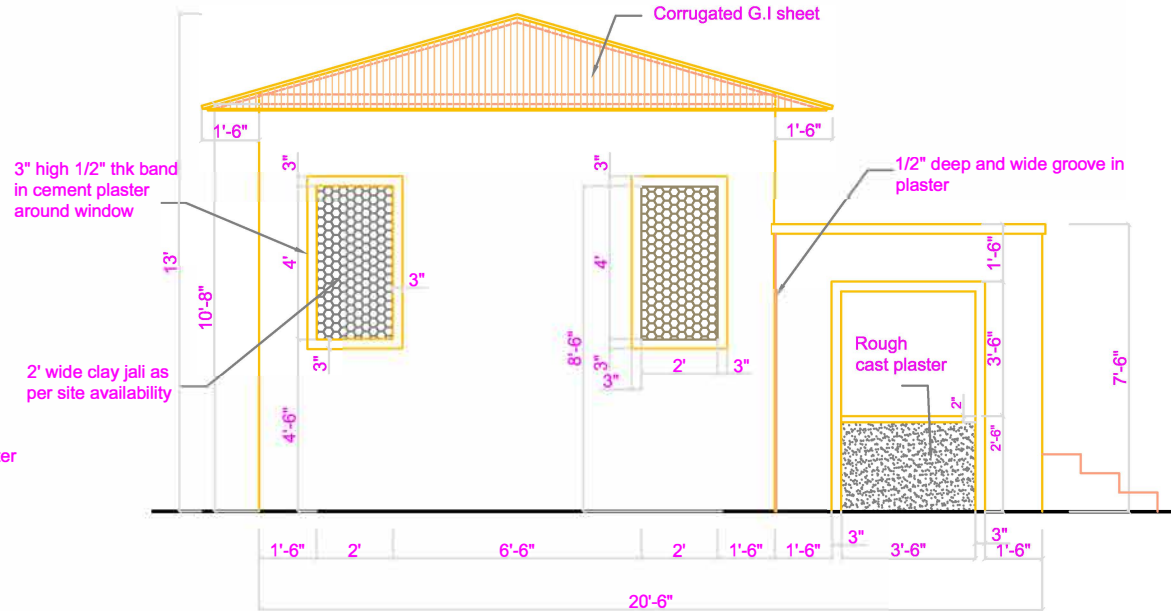 Corrugated G.I sheet
1'-6"
1'-6"
3" high 1/2" thk band
in cement plaster
around window
3"
3"
1/2" deep and wide groove in
plaster
13'
10'-8"
4'
3"
4'
1'-6"
2' wide clay jali as
per site availability
3"
8'-6"
3"
3"
2'
3"
Rough
cast plaster
3'-6"
7'-6"
4'-6"
2"
2'-6"
ter
1'-6"
2'
6'-6"
2'
1'-6"
1'-6"
3"
3'-6"
3"
1'-6"
20'-6"